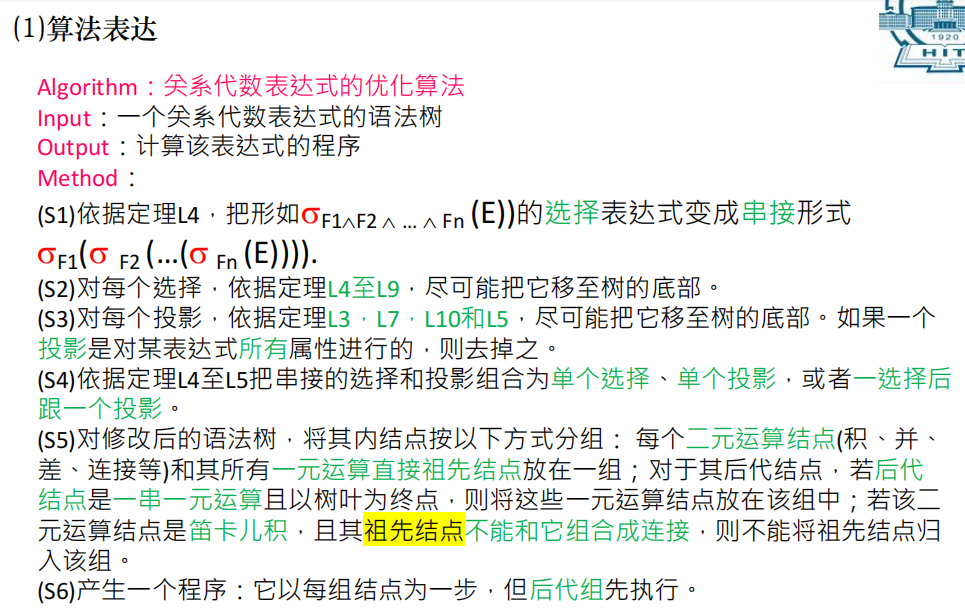 (1)算法表达
1920
HIT
Algorithm：关系代数表达式的优化算法
Input：一个关系代数表达式的语法树
Output：计算该表达式的程序
Method：
(S1)依据定理L4，把形如σF1∧F2 ∧ … ∧ Fn (E))的选择表达式变成串接形式
σF1(σ F2 (…(σ Fn (E)))).
(S2)对每个选择，依据定理L4至L9，尽可能把它移至树的底部。
(S3)对每个投影，依据定理L3，L7，L10和L5，尽可能把它移至树的底部。如果一个
投影是对某表达式所有属性进行的，则去掉之。
(S4)依据定理L4至L5把串接的选择和投影组合为单个选择、单个投影，或者一选择后
跟一个投影。
(S5)对修改后的语法树，将其内结点按以下方式分组： 每个二元运算结点(积、并、
差、连接等)和其所有一元运算直接祖先结点放在一组；对于其后代结点，若后代
结点是一串一元运算且以树叶为终点，则将这些一元运算结点放在该组中；若该二
元运算结点是笛卡儿积，且其祖先结点不能和它组合成连接，则不能将祖先结点归
入该组。
(S6)产生一个程序：它以每组结点为一步，但后代组先执行。